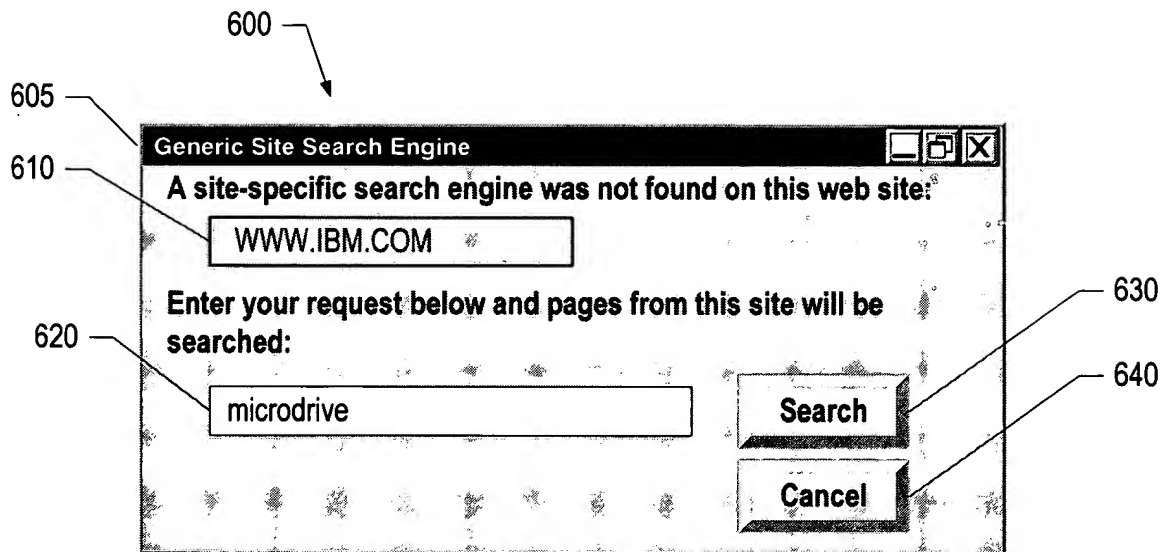 600
605
Generic Site Search Engine
610
A site-specific search engine was not found on this web site:
WWW.IBM.COM
Enter your request below and pages from this site will be
searched:
630
620
microdrive
Search
640
Cancel